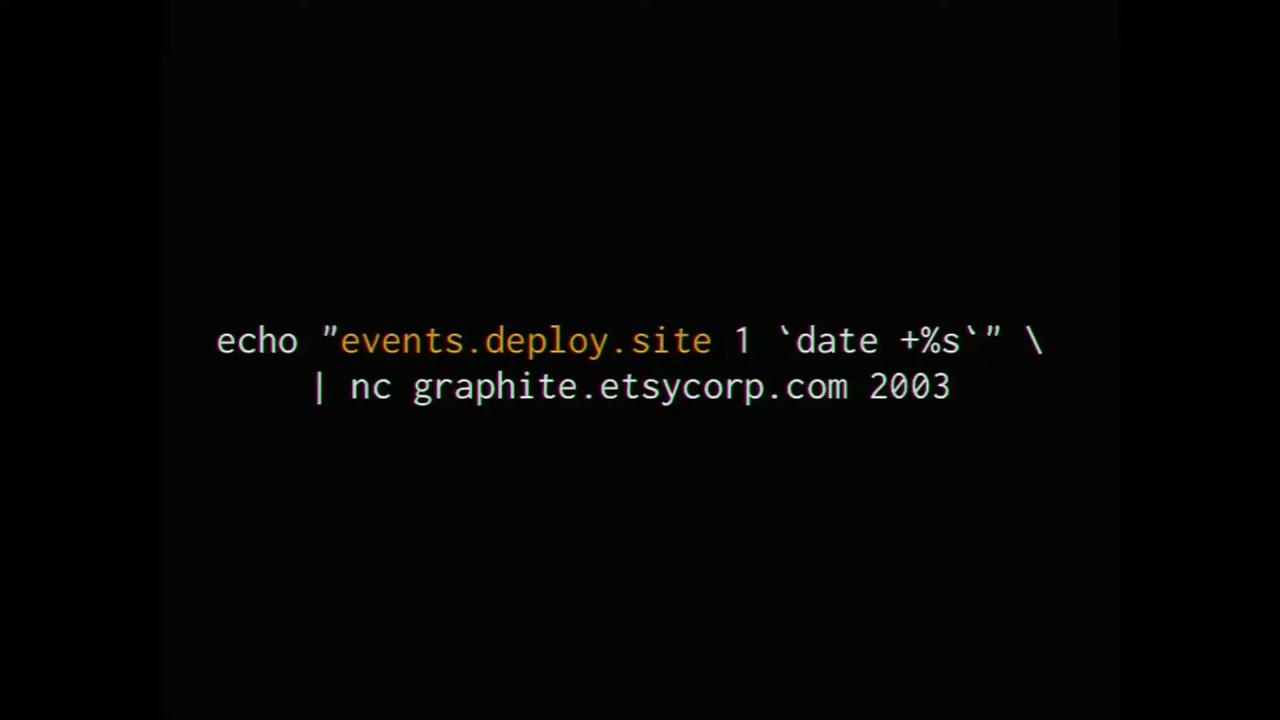 echo "events.deploy.site 1 `date +%s`" \
| nc graphite.etsycorp.com 2003